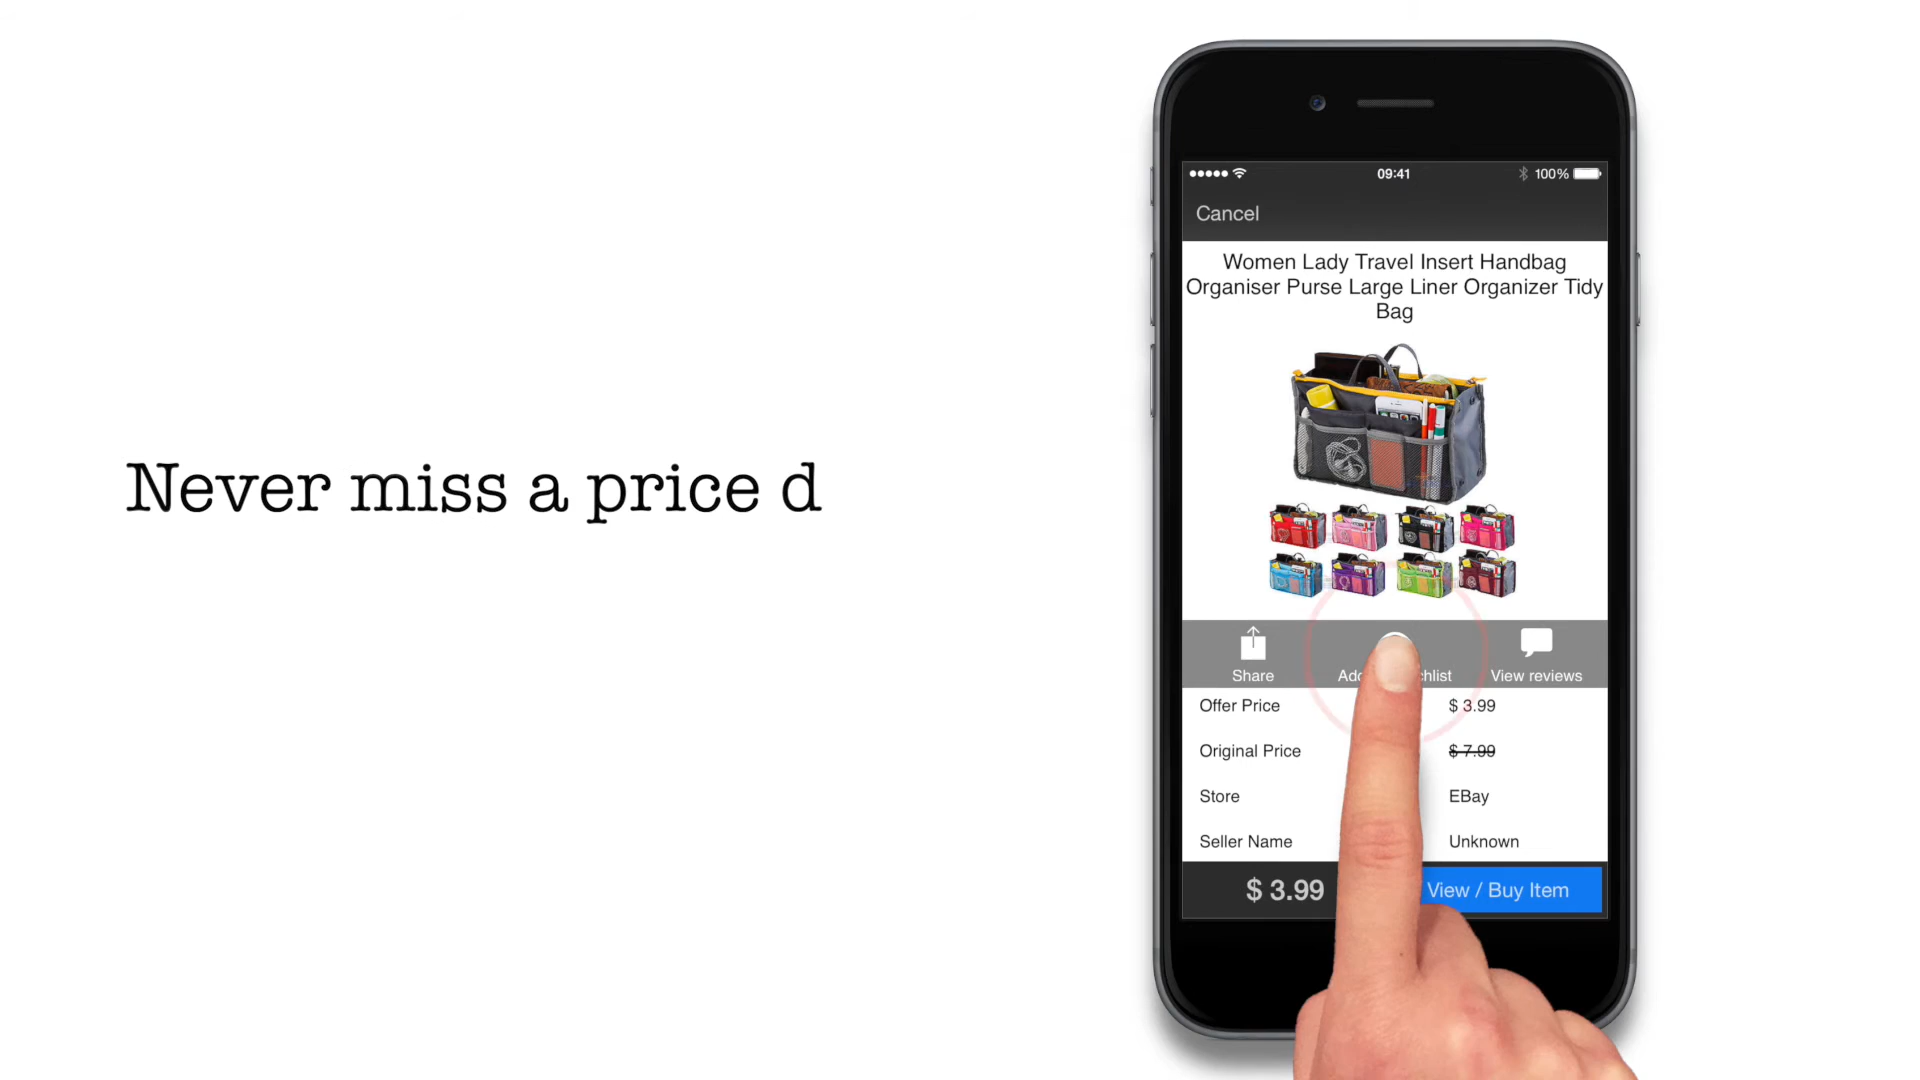 Never miss a price d
09:41
100%
Cancel
Women Lady Travel Insert Handbag
Organiser Purse Large Liner Organizer Tidy
Bag
Share
View reviews
Offer Price
$ 3.99
Original Price
$ 7.99
Store
EBay
Seller Name
Unknown
$ 3.99
View / Buy Item